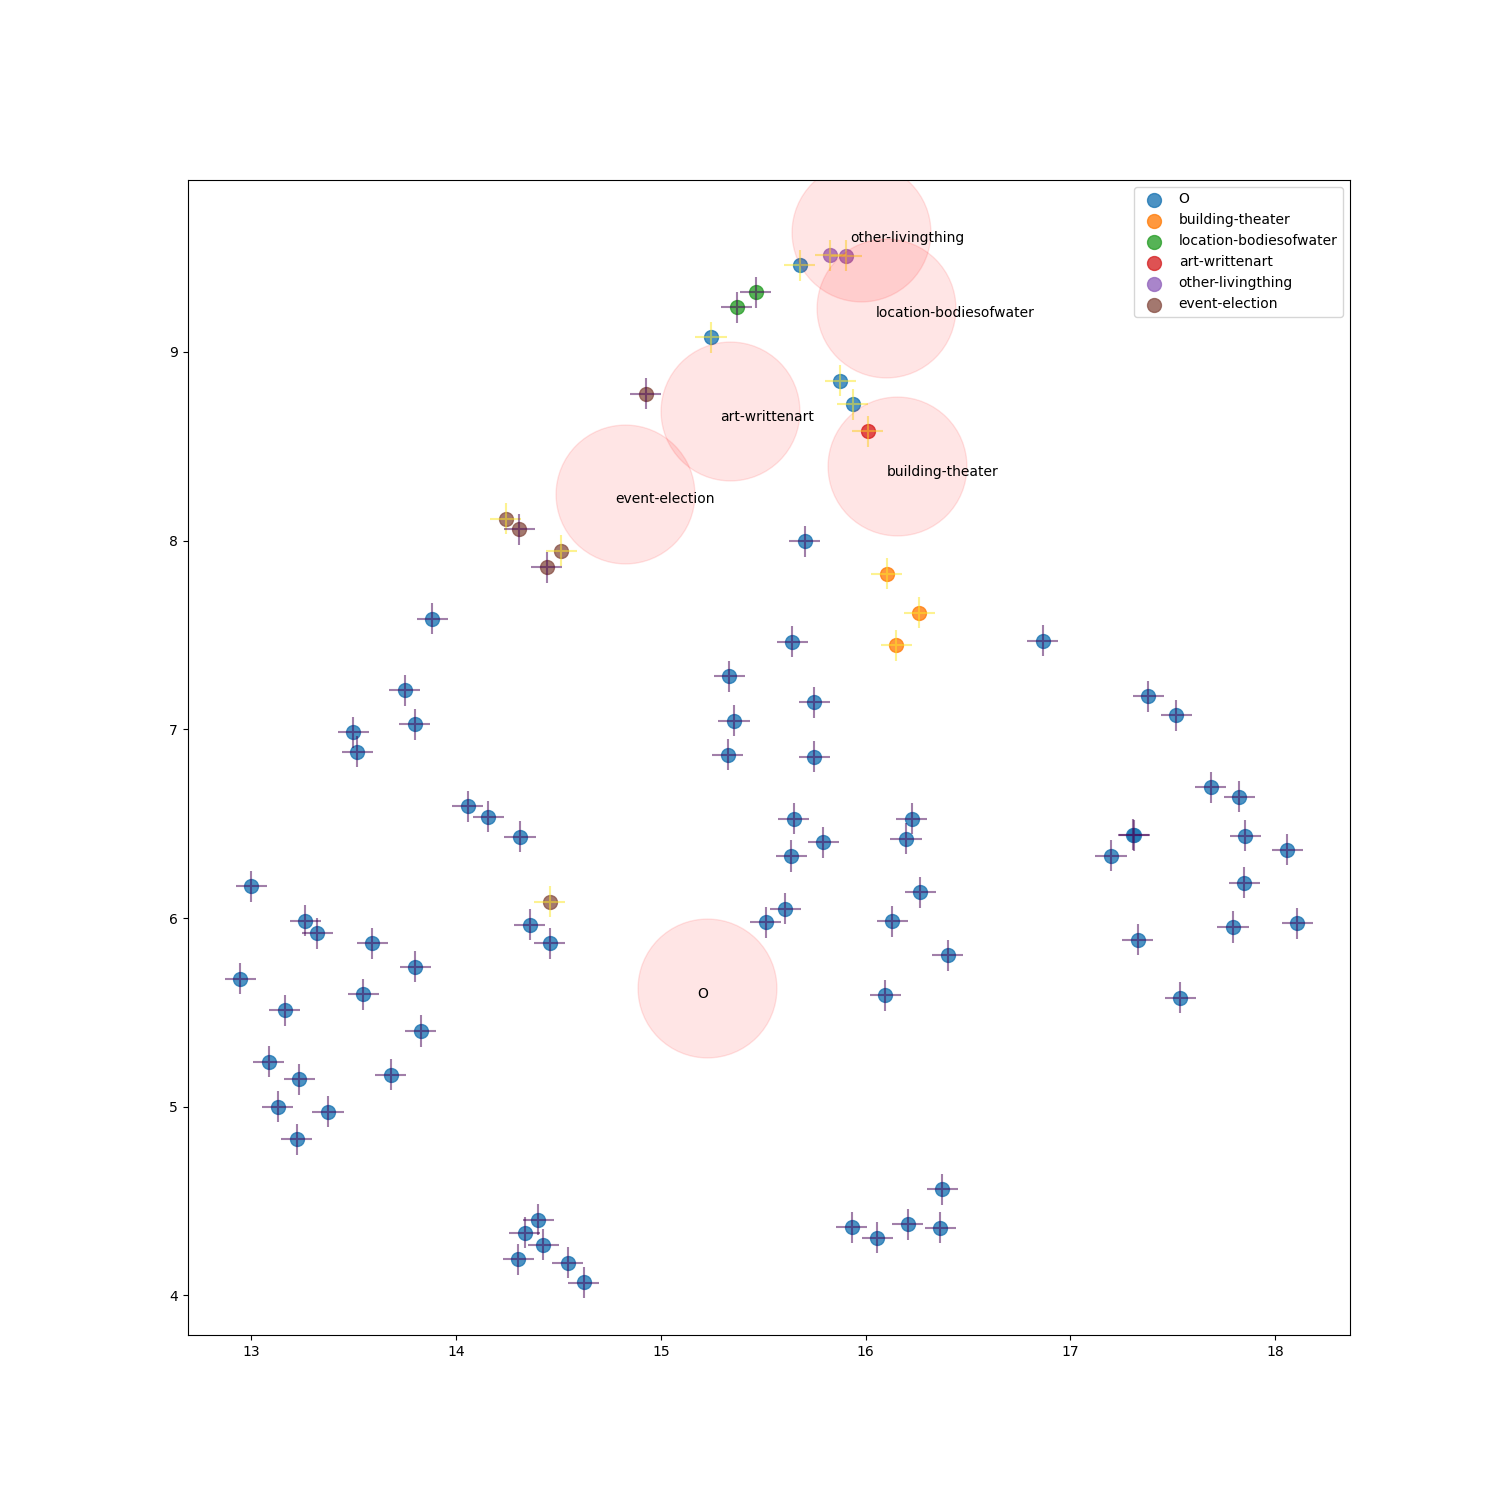 O
building-theater
location-bodiesofwater
art-writtenart
other-livingthing
event-election
other-livingthing
location-bodiesofwater
art-writtenart
building-theater
event-election
O
9
8
7
6
5
4
13 14 15 16 17 18